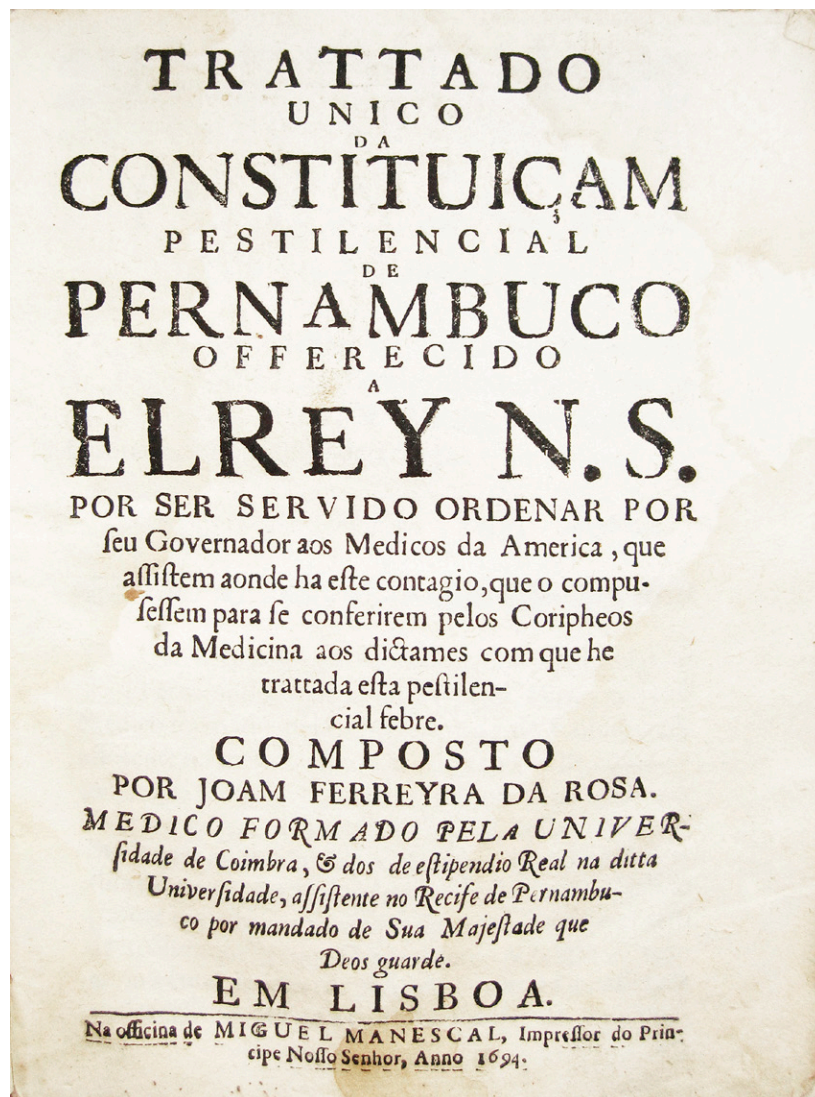 TRATTADO
UNICO
DA
CONSTITUIÇAM
PESTILENCIAL
DE
PERNAMBUCO
OFFERECIDO
A
ELREY N.S.
POR SER SERVIDO ORDENAR POR
ſeu Governador aos Medicos da America, que
aſſiſtem aonde ha eſte contagio, que o compu-
ſeſſem para ſe conferirem pelos Coripheos
da Medicina aos dictames com que he
trattada eſta peſtilen-
cial febre.
COMPOSTO
POR JOAM FERREYRA DA ROSA.
MEDICO FORMADO PELA UNIVER-
ſidade de Coimbra, & dos de eſtipendio Real na ditta
Univerſidade, aſſiſtente no Recife de Pernambu-
co por mandado de Sua Majeſtade que
Deos guarde.
EM LISBOA.
Na officina de MIGUEL MANESCAL, Impreſſor do Prin-
cipe Noſſo Senhor, Anno 1694.